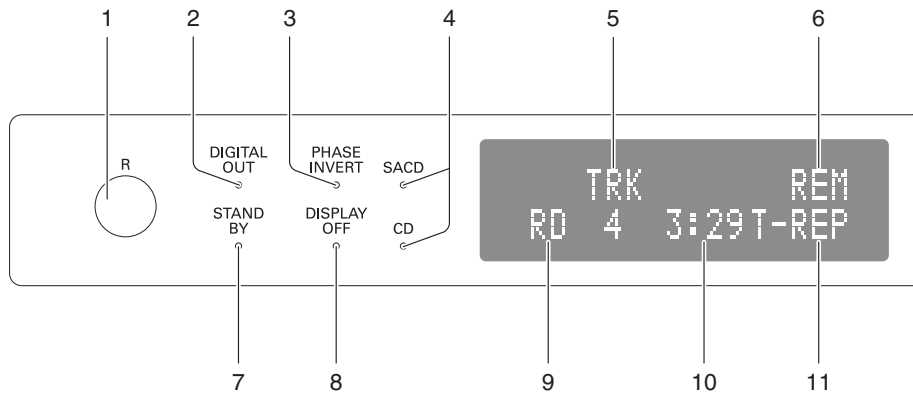 1 2 3 4 5 6
R
DIGITAL
OUT
PHASE
INVERT
SACD
STAND
BY
DISPLAY
OFF
CD
TRK REM
RD 4 3:29 T-REP
7 8 9 10 11